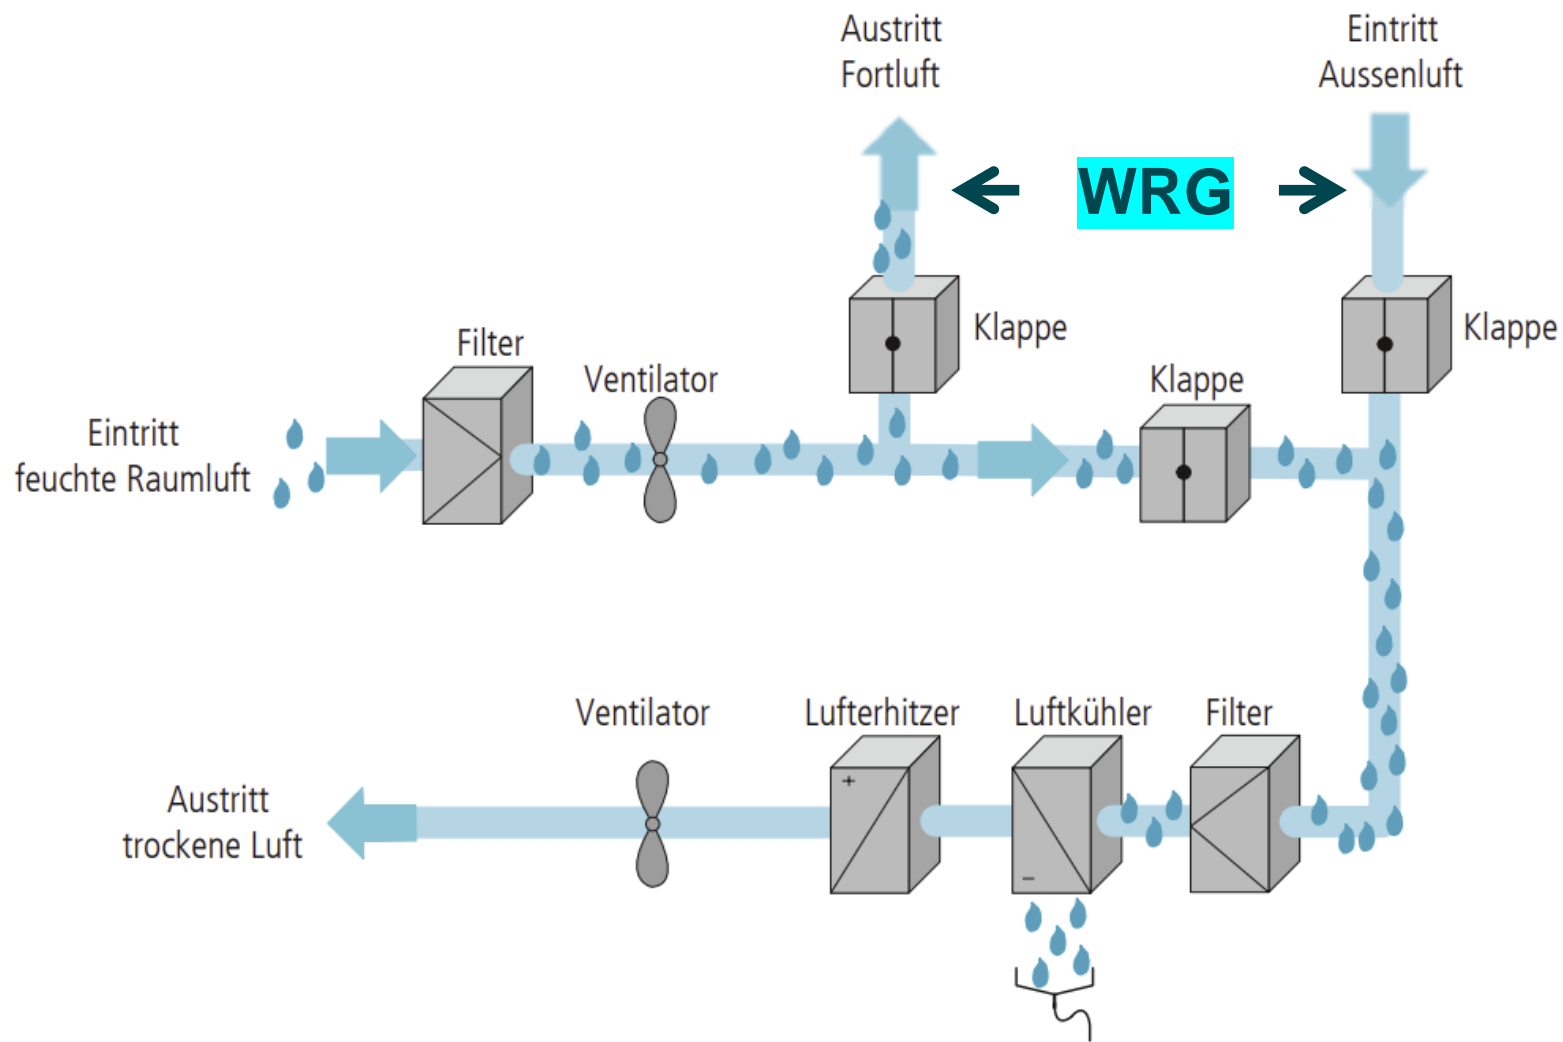 Austritt
Fortluft
Eintritt
Aussenluft
WRG
Klappe
Klappe
Filter
Ventilator
Klappe
Eintritt
feuchte Raumluft
Ventilator
Lufterhitzer
Luftkühler
Filter
+
−
Austritt
trockene Luft